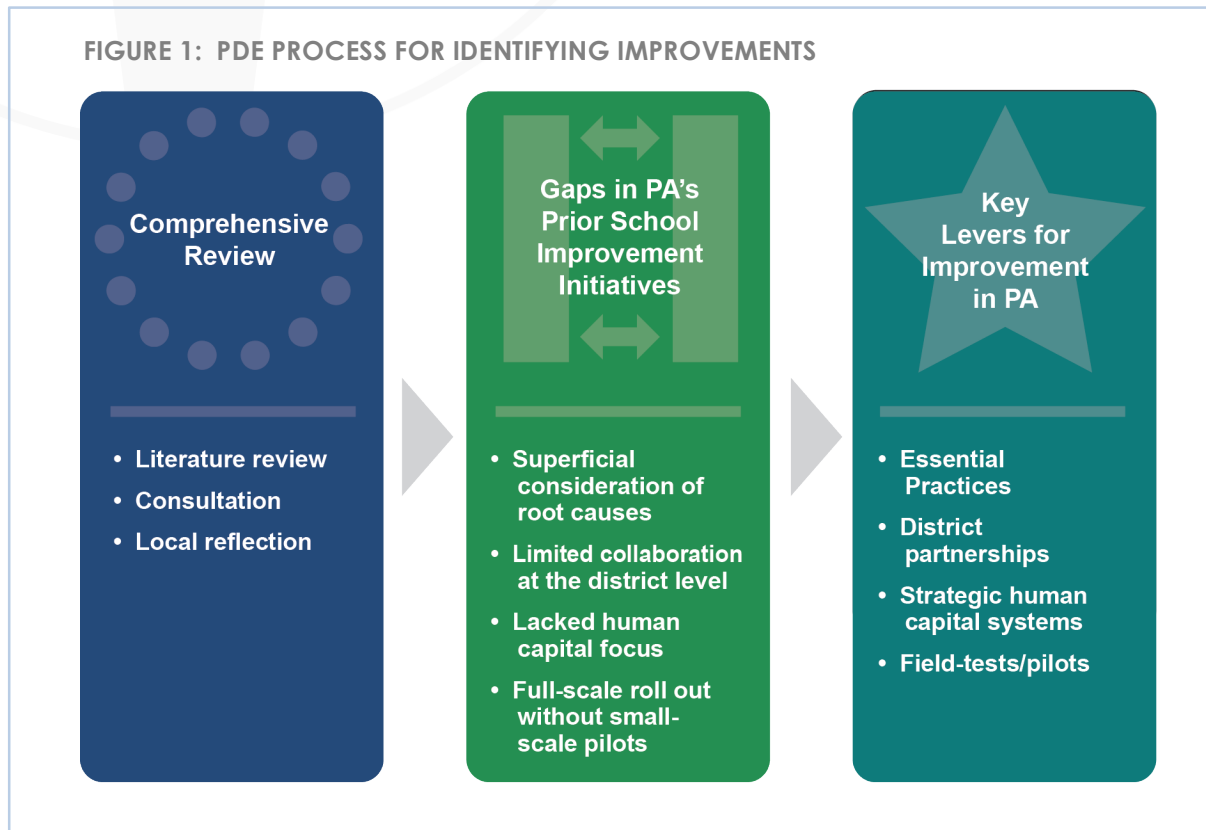 FIGURE 1: PDE PROCESS FOR IDENTIFYING IMPROVEMENTS
Comprehensive
Review
• Literature review
• Consultation
• Local reflection
Gaps in PA's
Prior School
Improvement
Initiatives
• Superficial
consideration of
root causes
• Limited collaboration
at the district level
• Lacked human
capital focus
• Full-scale roll out
without small-
scale pilots
Key
Levers for
Improvement
in PA
• Essential
Practices
• District
partnerships
• Strategic human
capital systems
• Field-tests/pilots